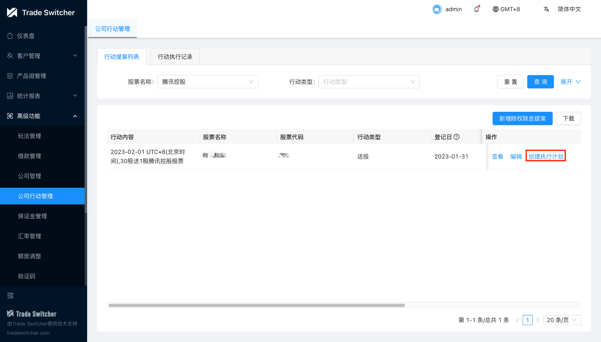 Trade Switcher
admin
GMT+8
简体中文
仪表盘
客户管理
产品组管理
统计报表
高级功能
玩法管理
借款管理
公司管理
公司行动管理
保证金管理
汇率管理
额度调整
验证码
Trade Switcher
由Trade Switcher提供技术支持
tradeswitcher.com
公司行动管理
行动提案列表 行动执行记录
股票名称: 腾讯控股 行动类型: 行动类型 重 置 查 询 展开
新增除权除息提案 下载
行动内容 股票名称 股票代码 行动类型 登记日 操作
2023-02-01 UTC+8(北京时
间),30股送1股腾讯控股股票
送股 2023-01-31 查看 编辑 创建执行计划
第 1-1 条/总共 1 条 < 1 > 20 条/页